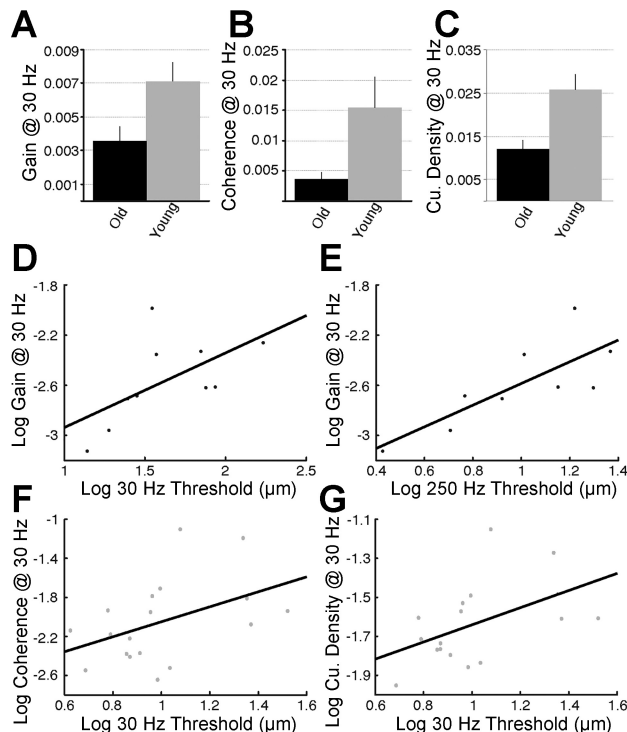 A
B
C
Gain @ 30 Hz
0.009
0.007
0.005
0.003
0.001
Old
Young
Coherence @ 30 Hz
0.025
0.02
0.015
0.01
0.005
Old
Young
Cu. Density @ 30 Hz
0.035
0.025
0.015
0.005
Old
Young
D
E
Log Gain @ 30 Hz
-1.8
-2.2
-2.6
-3
1 1.5 2 2.5
Log 30 Hz Threshold (µm)
Log Gain @ 30 Hz
-1.8
-2.2
-2.6
-3
0.4 0.6 0.8 1 1.2 1.4
Log 250 Hz Threshold (µm)
F
G
Log Coherence @ 30 Hz
-1
-1.4
-1.8
-2.2
-2.6
0.6 0.8 1 1.2 1.4 1.6
Log 30 Hz Threshold (µm)
Log Cu. Density @ 30 Hz
-1.1
-1.3
-1.5
-1.7
-1.9
0.6 0.8 1 1.2 1.4 1.6
Log 30 Hz Threshold (µm)